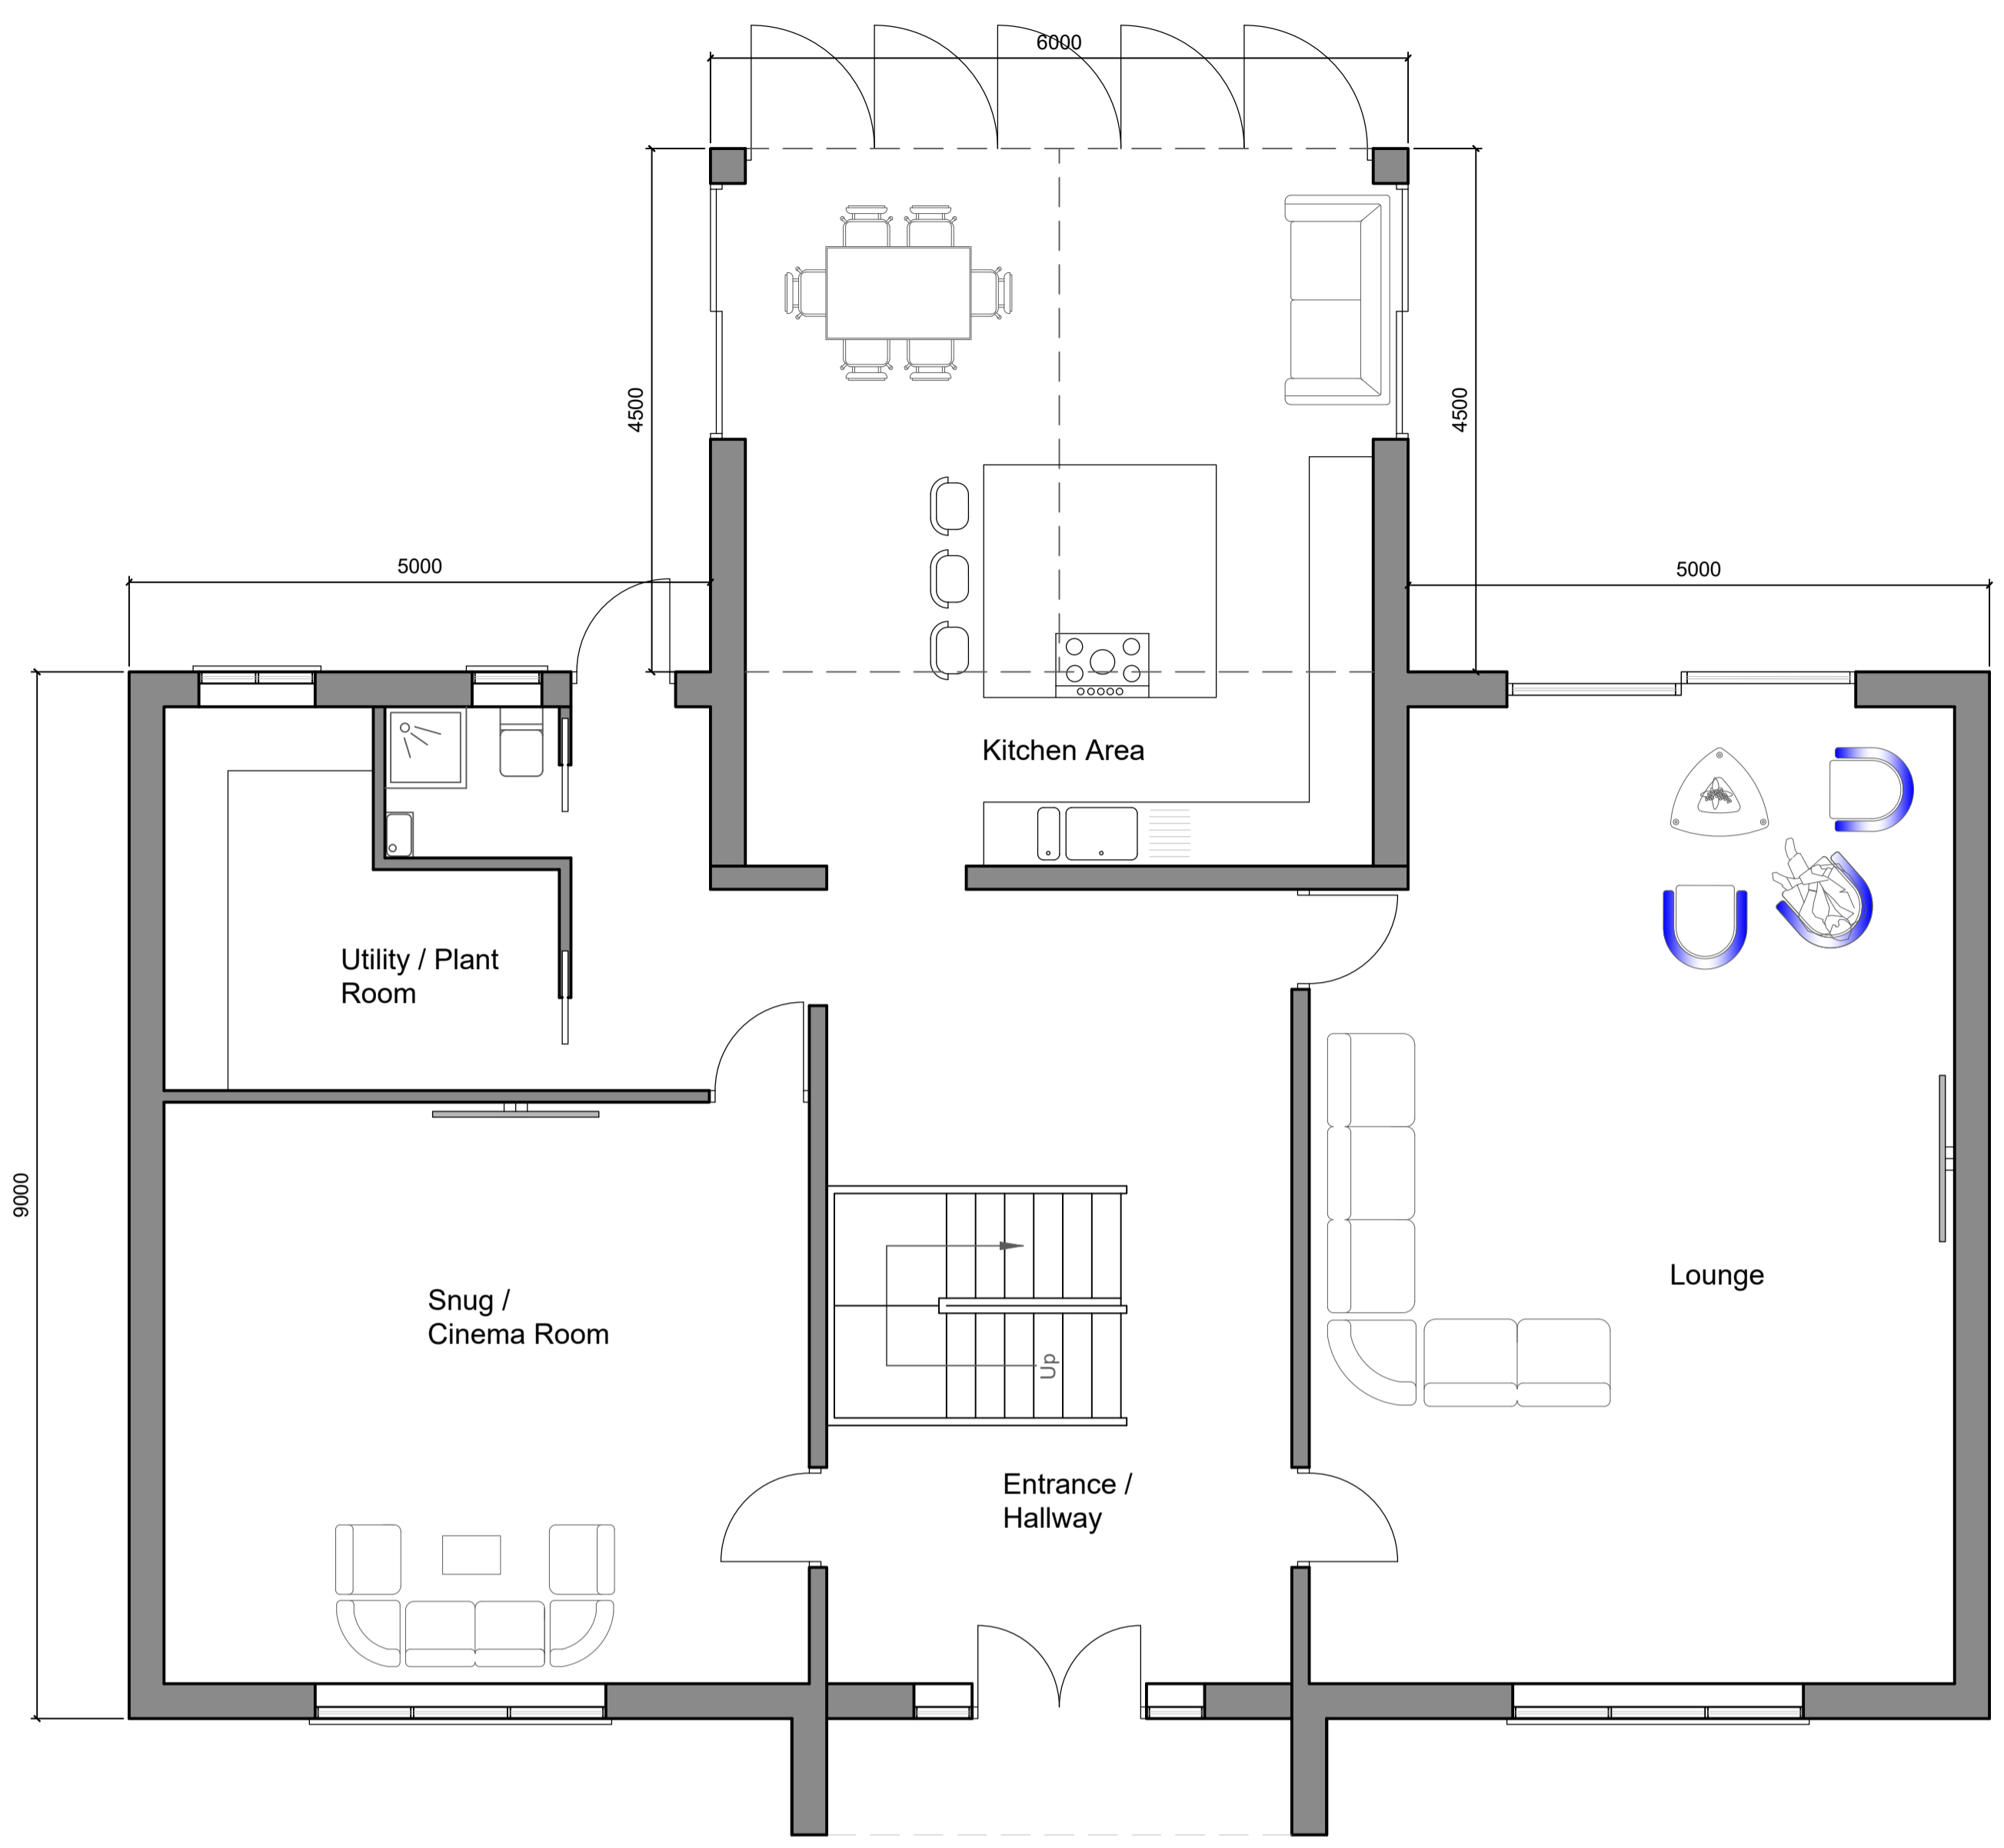 6000
4500
4500
5000
5000
Kitchen Area
Utility / Plant
Room
9000
Snug /
Cinema Room
Lounge
Up
Entrance /
Hallway